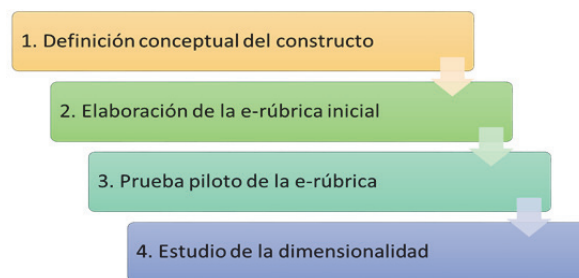 1. Definición conceptual del constructo
2. Elaboración de la e-rúbrica inicial
3. Prueba piloto de la e-rúbrica
4. Estudio de la dimensionalidad